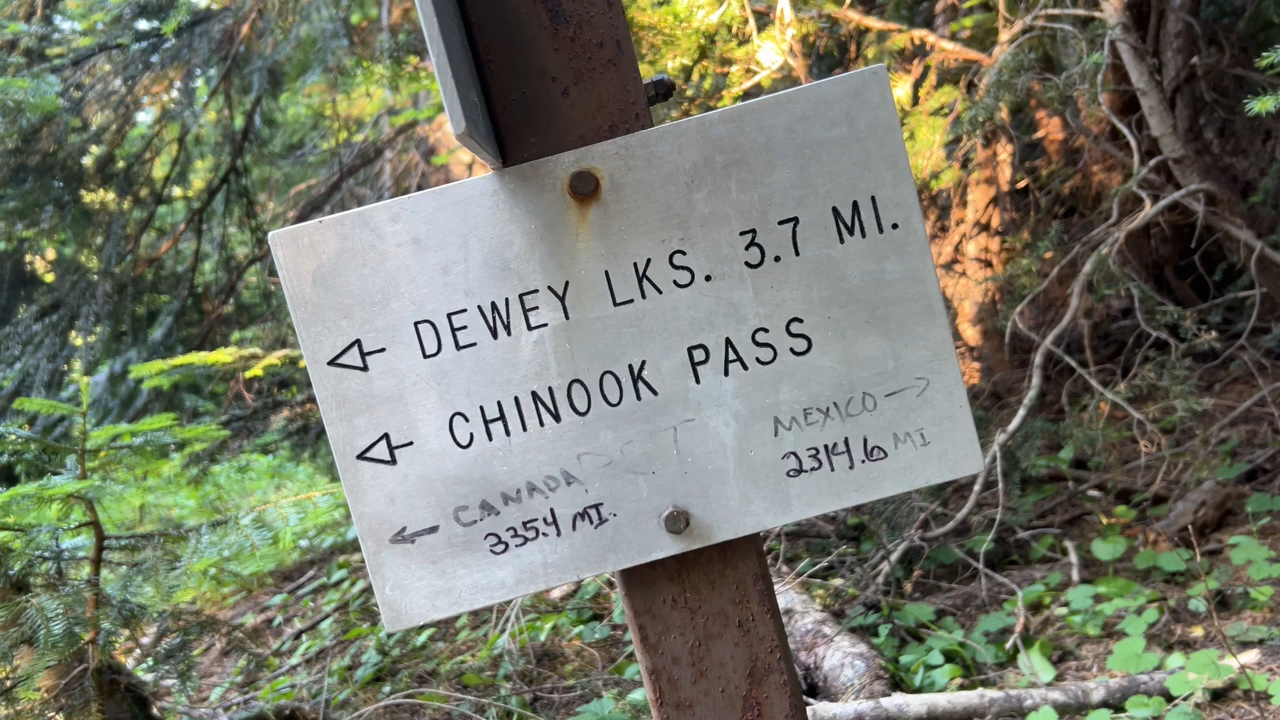 ← DEWEY LKS. 3.7 MI.
← CHINOOK PASS
PCT
← CANADA
335.4 MI.
MEXICO →
2314.6 MI